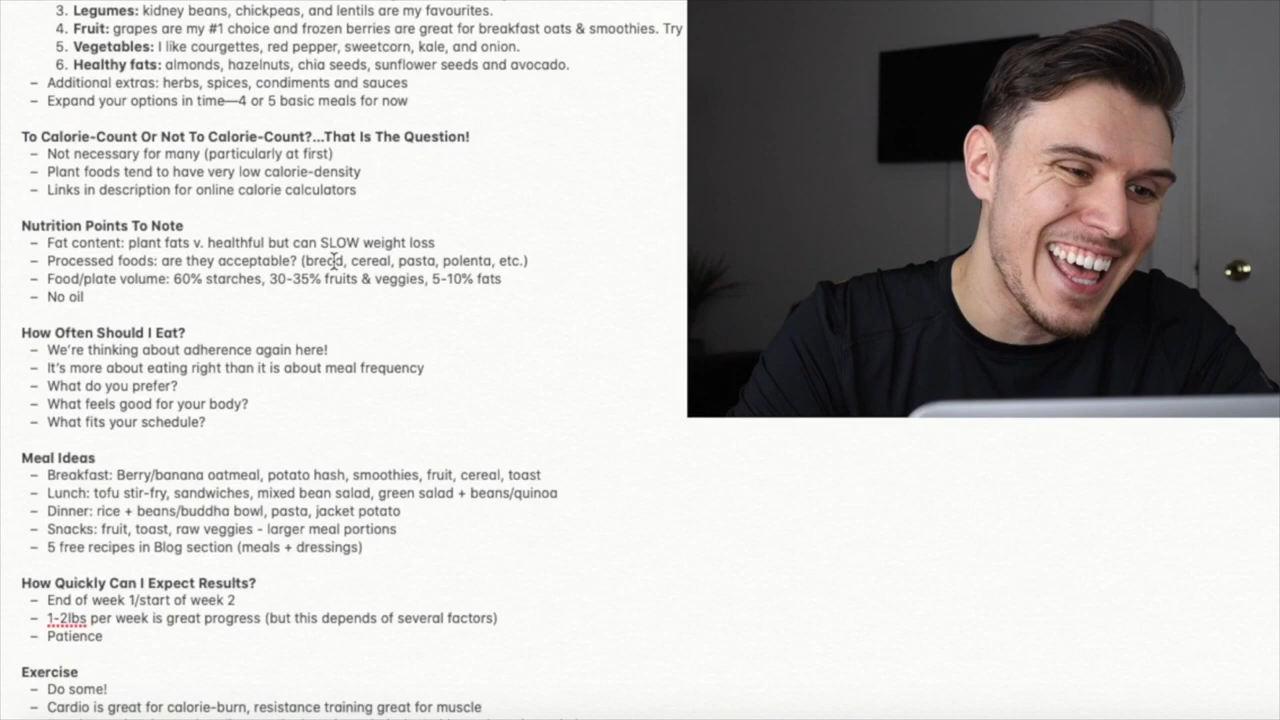 3. Legumes: kidney beans, chickpeas, and lentils are my favourites.
4. Fruit: grapes are my #1 choice and frozen berries are great for breakfast oats & smoothies. Try
5. Vegetables: I like courgettes, red pepper, sweetcorn, kale, and onion.
6. Healthy fats: almonds, hazelnuts, chia seeds, sunflower seeds and avocado.
– Additional extras: herbs, spices, condiments and sauces
– Expand your options in time—4 or 5 basic meals for now
To Calorie-Count Or Not To Calorie-Count?...That Is The Question!
– Not necessary for many (particularly at first)
– Plant foods tend to have very low calorie-density
– Links in description for online calorie calculators
Nutrition Points To Note
– Fat content: plant fats v. healthful but can SLOW weight loss
– Processed foods: are they acceptable? (bread, cereal, pasta, polenta, etc.)
– Food/plate volume: 60% starches, 30-35% fruits & veggies, 5-10% fats
– No oil
How Often Should I Eat?
– We're thinking about adherence again here!
– It's more about eating right than it is about meal frequency
– What do you prefer?
– What feels good for your body?
– What fits your schedule?
Meal Ideas
– Breakfast: Berry/banana oatmeal, potato hash, smoothies, fruit, cereal, toast
– Lunch: tofu stir-fry, sandwiches, mixed bean salad, green salad + beans/quinoa
– Dinner: rice + beans/buddha bowl, pasta, jacket potato
– Snacks: fruit, toast, raw veggies - larger meal portions
– 5 free recipes in Blog section (meals + dressings)
How Quickly Can I Expect Results?
– End of week 1/start of week 2
– 1-2lbs per week is great progress (but this depends of several factors)
– Patience
Exercise
– Do some!
– Cardio is great for calorie-burn, resistance training great for muscle